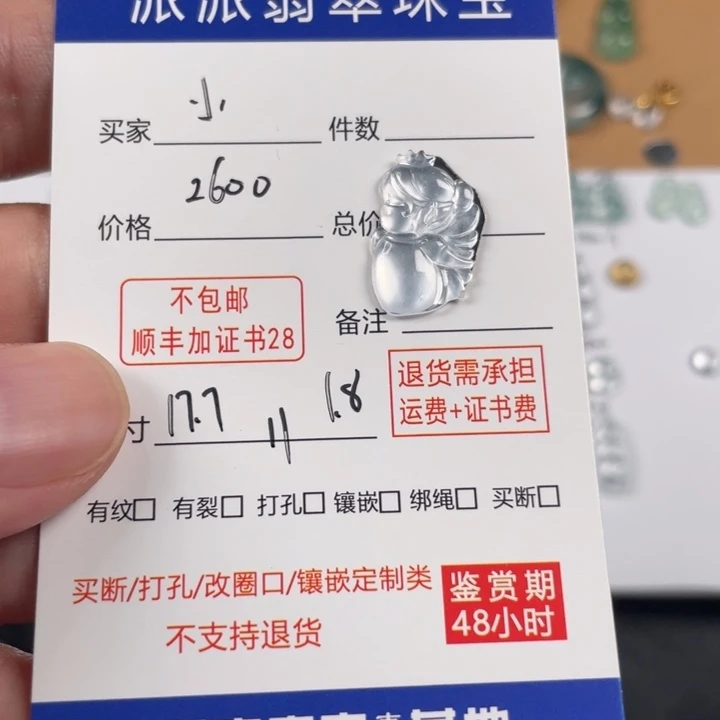 派派翡翠珠宝
买家 小
件数
2600
价格
总价
不包邮
顺丰加证书28
备注
退货需承担
运费+证书费
寸 17.7 11 1.8
有纹□ 有裂□ 打孔□ 镶嵌□ 绑绳□ 买断□
买断/打孔/改圈口/镶嵌定制类
不支持退货
鉴赏期
48小时